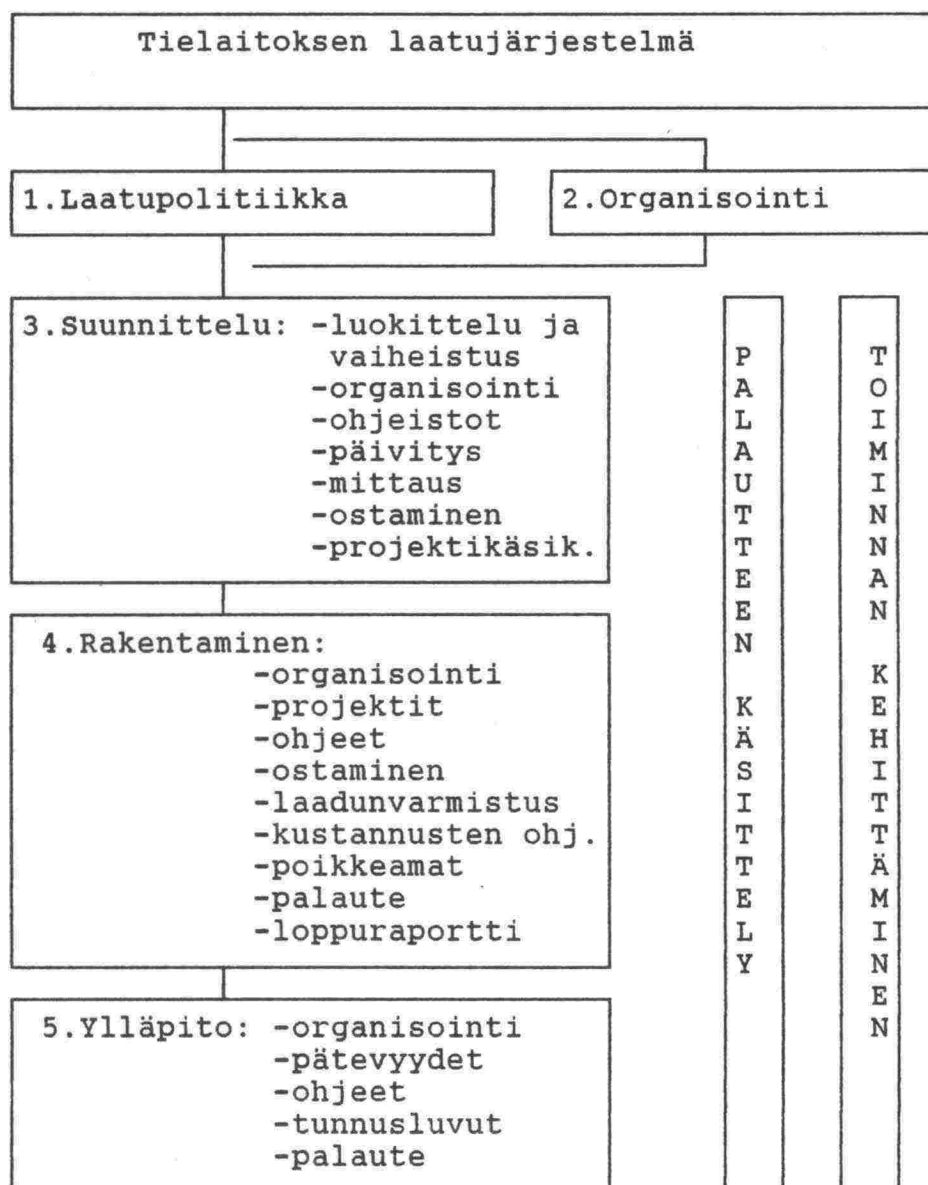 Tielaitoksen laatujärjestelmä
1.Laatupolitiikka
2.Organisointi
3.Suunnittelu: -luokittelu ja
vaiheistus
-organisointi
-ohjeistot
-päivitys
-mittaus
-ostaminen
-projektikäsik.
4.Rakentaminen:
-organisointi
-projektit
-ohjeet
-ostaminen
-laadunvarmistus
-kustannusten ohj.
-poikkeamat
-palaute
-loppuraportti
5.Ylläpito: -organisointi
-pätevyydet
-ohjeet
-tunnusluvut
-palaute
PALAUTTEEN KÄSITTELY
TOIMINNAN KEHITTÄMINEN